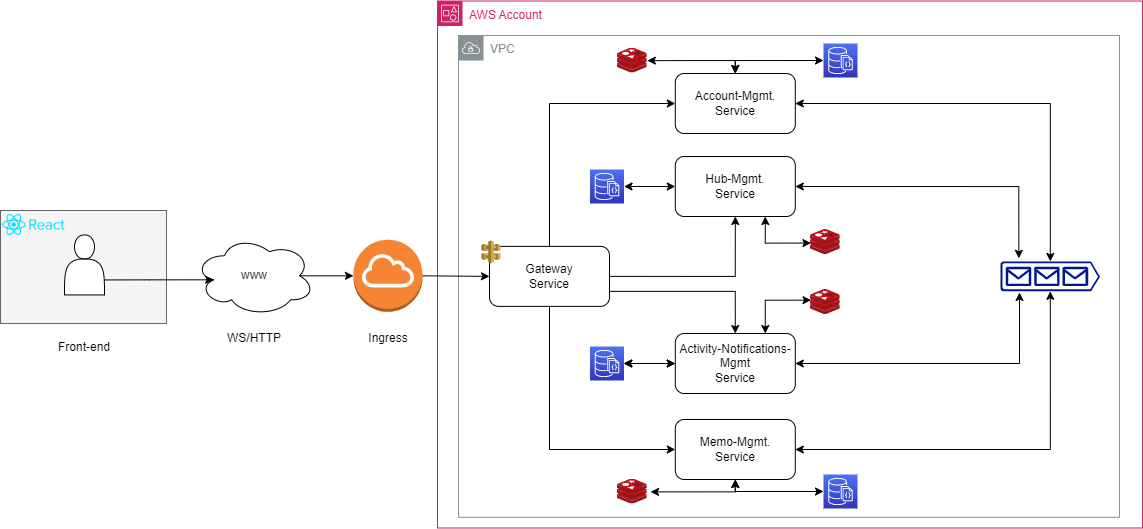 AWS Account
VPC
Account-Mgmt.
Service
Hub-Mgmt.
Service
React
Gateway
Service
www
WS/HTTP
Ingress
Front-end
Activity-Notifications-
Mgmt
Service
Memo-Mgmt.
Service